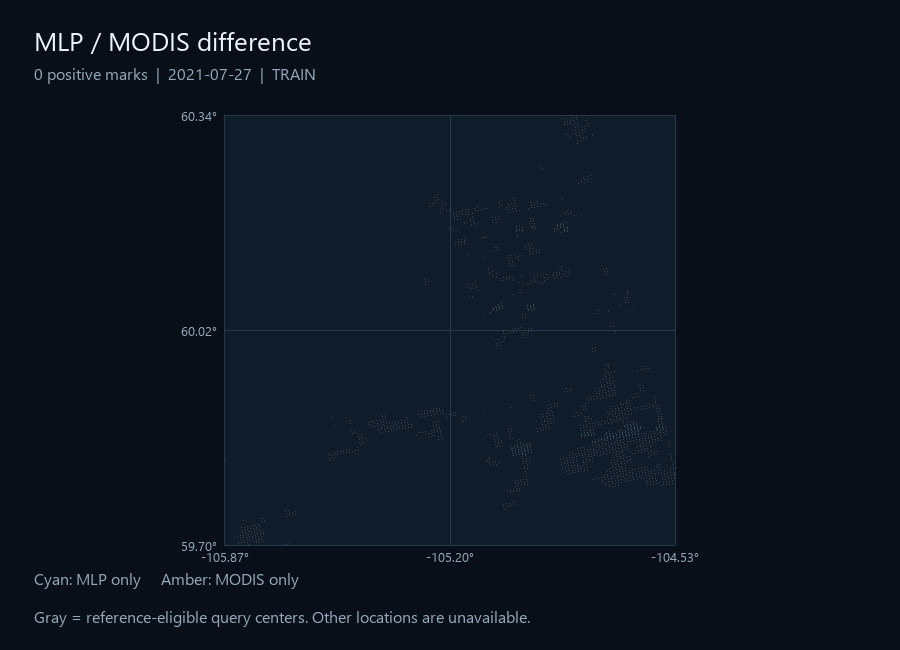 MLP / MODIS difference
0 positive marks | 2021-07-27 | TRAIN
60.34°
60.02°
59.70°
-105.87° -105.20° -104.53°
Cyan: MLP only Amber: MODIS only
Gray = reference-eligible query centers. Other locations are unavailable.